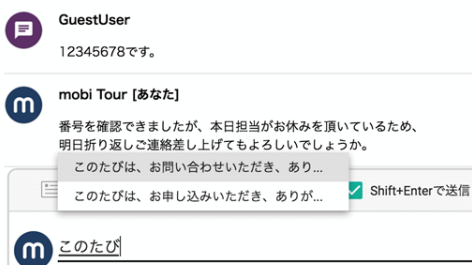 GuestUser
12345678です。
mobi Tour [あなた]
番号を確認できましたが、本日担当がお休みを頂いているため、
明日折り返しご連絡差し上げてもよろしいでしょうか。
このたびは、お問い合わせいただき、あり...
このたびは、お申し込みいただき、ありが...
Shift+Enterで送信
m このたび